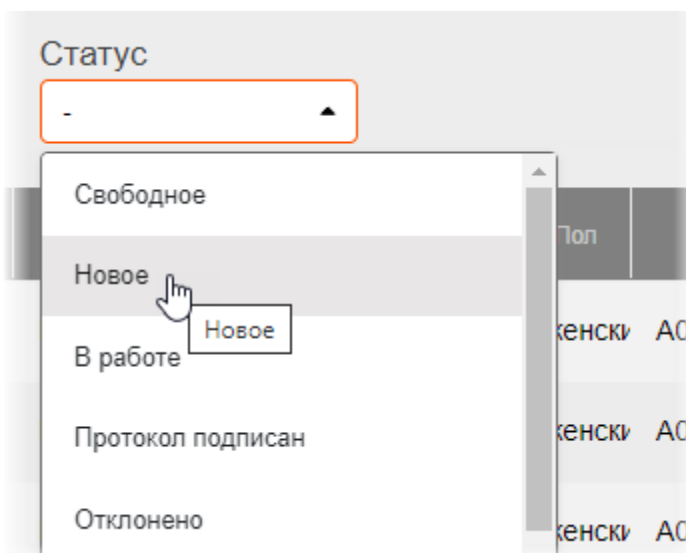 Статус
-
Свободное
Пол
Новое
Новое
В работе
Протокол подписан
Отклонено